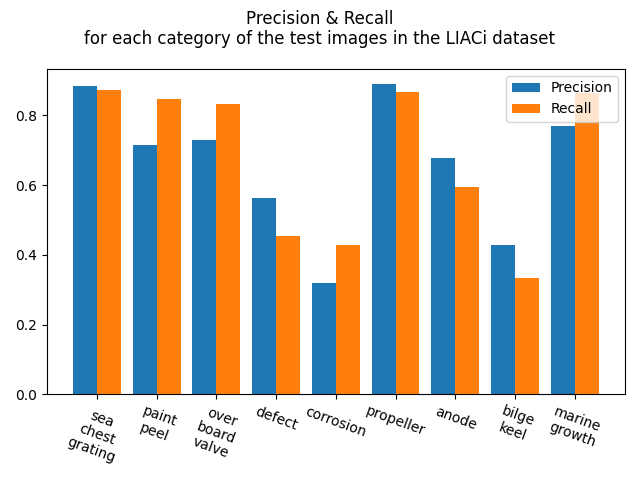 Precision & Recall
for each category of the test images in the LIACi dataset
Precision
Recall
0.8
0.6
0.4
0.2
0.0
sea
chest
grating
paint
peel
over
board
valve
defect
corrosion
propeller
anode
bilge
keel
marine
growth